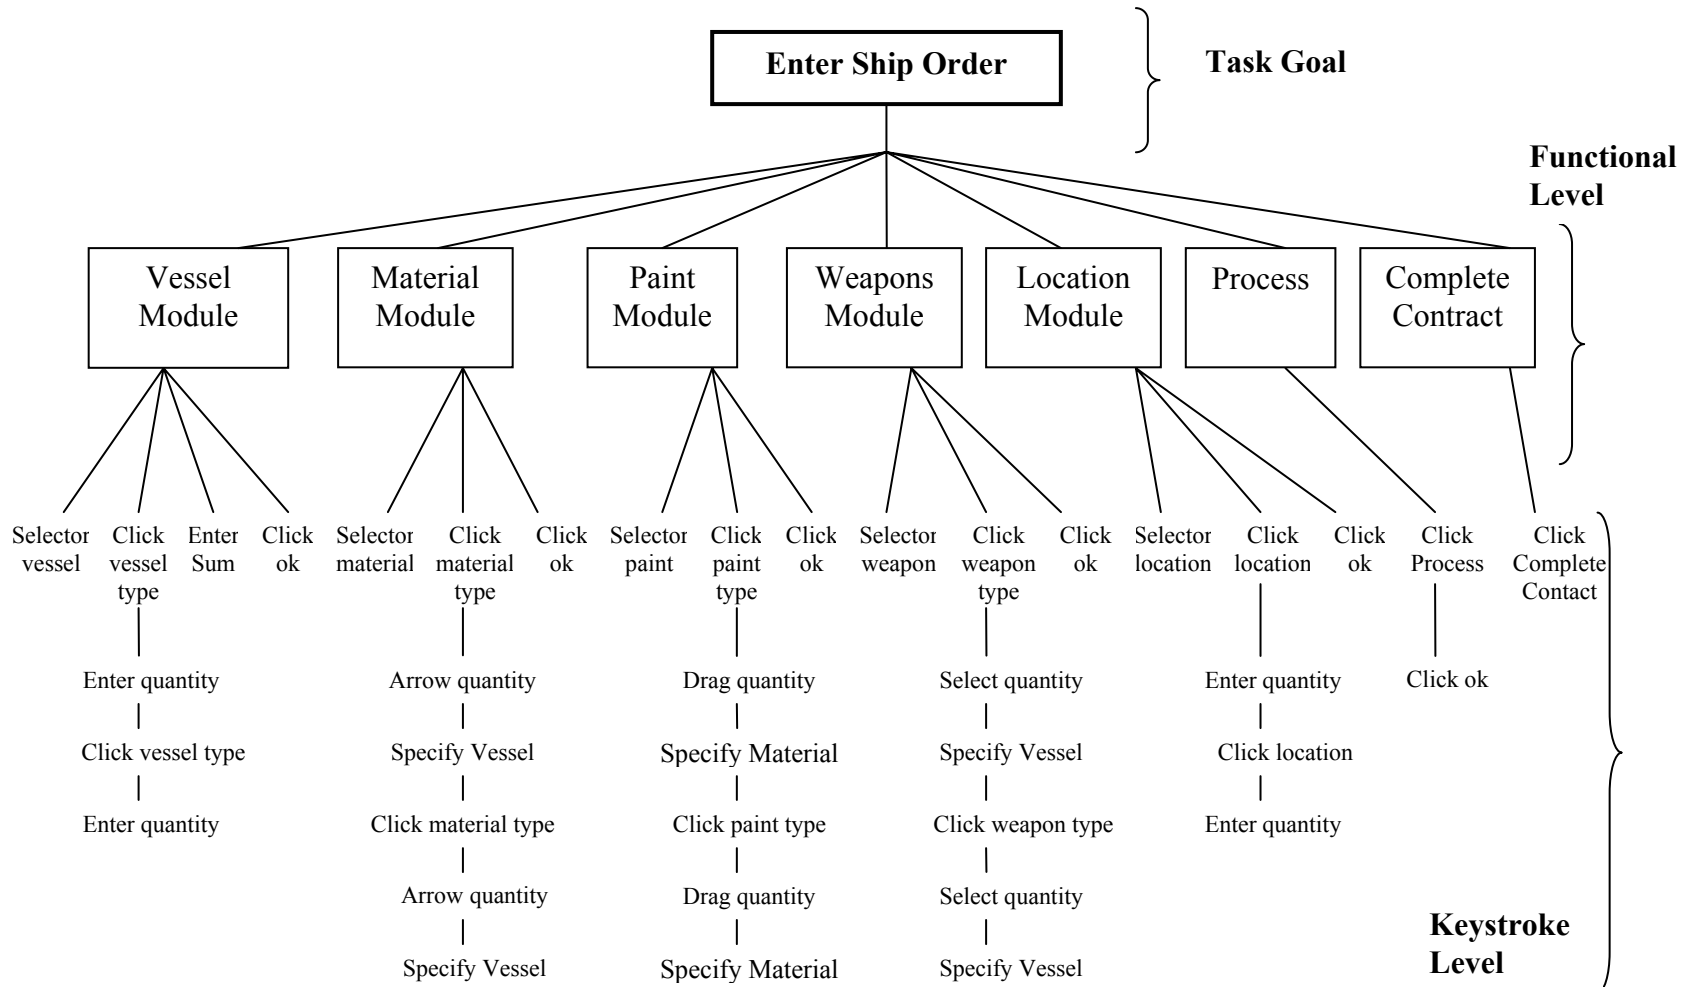 Enter Ship Order
Task Goal
Functional
Level
Vessel
Module
Material
Module
Paint
Module
Weapons
Module
Location
Module
Process
Complete
Contract
Selector
vessel
Click
vessel
type
Enter
Sum
Click
ok
Selector
material
Click
material
type
Click
ok
Selector
paint
Click
paint
type
Click
ok
Selector
weapon
Click
weapon
type
Click
ok
Selector
location
Click
location
Click
ok
Click
Process
Click
Complete
Contact
Enter quantity
Arrow quantity
Drag quantity
Select quantity
Enter quantity
Click ok
Click vessel type
Specify Vessel
Specify Material
Specify Vessel
Click location
Enter quantity
Click material type
Click paint type
Click weapon type
Enter quantity
Arrow quantity
Drag quantity
Select quantity
Specify Vessel
Specify Material
Specify Vessel
Keystroke
Level